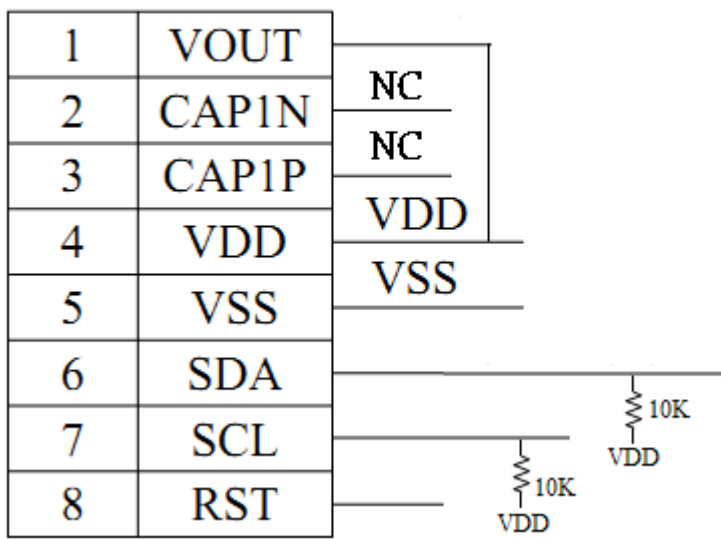 1 VOUT
NC
2 CAP1N
NC
3 CAP1P
VDD
4 VDD
VSS
5 VSS
6 SDA
10K
VDD
7 SCL
10K
VDD
8 RST